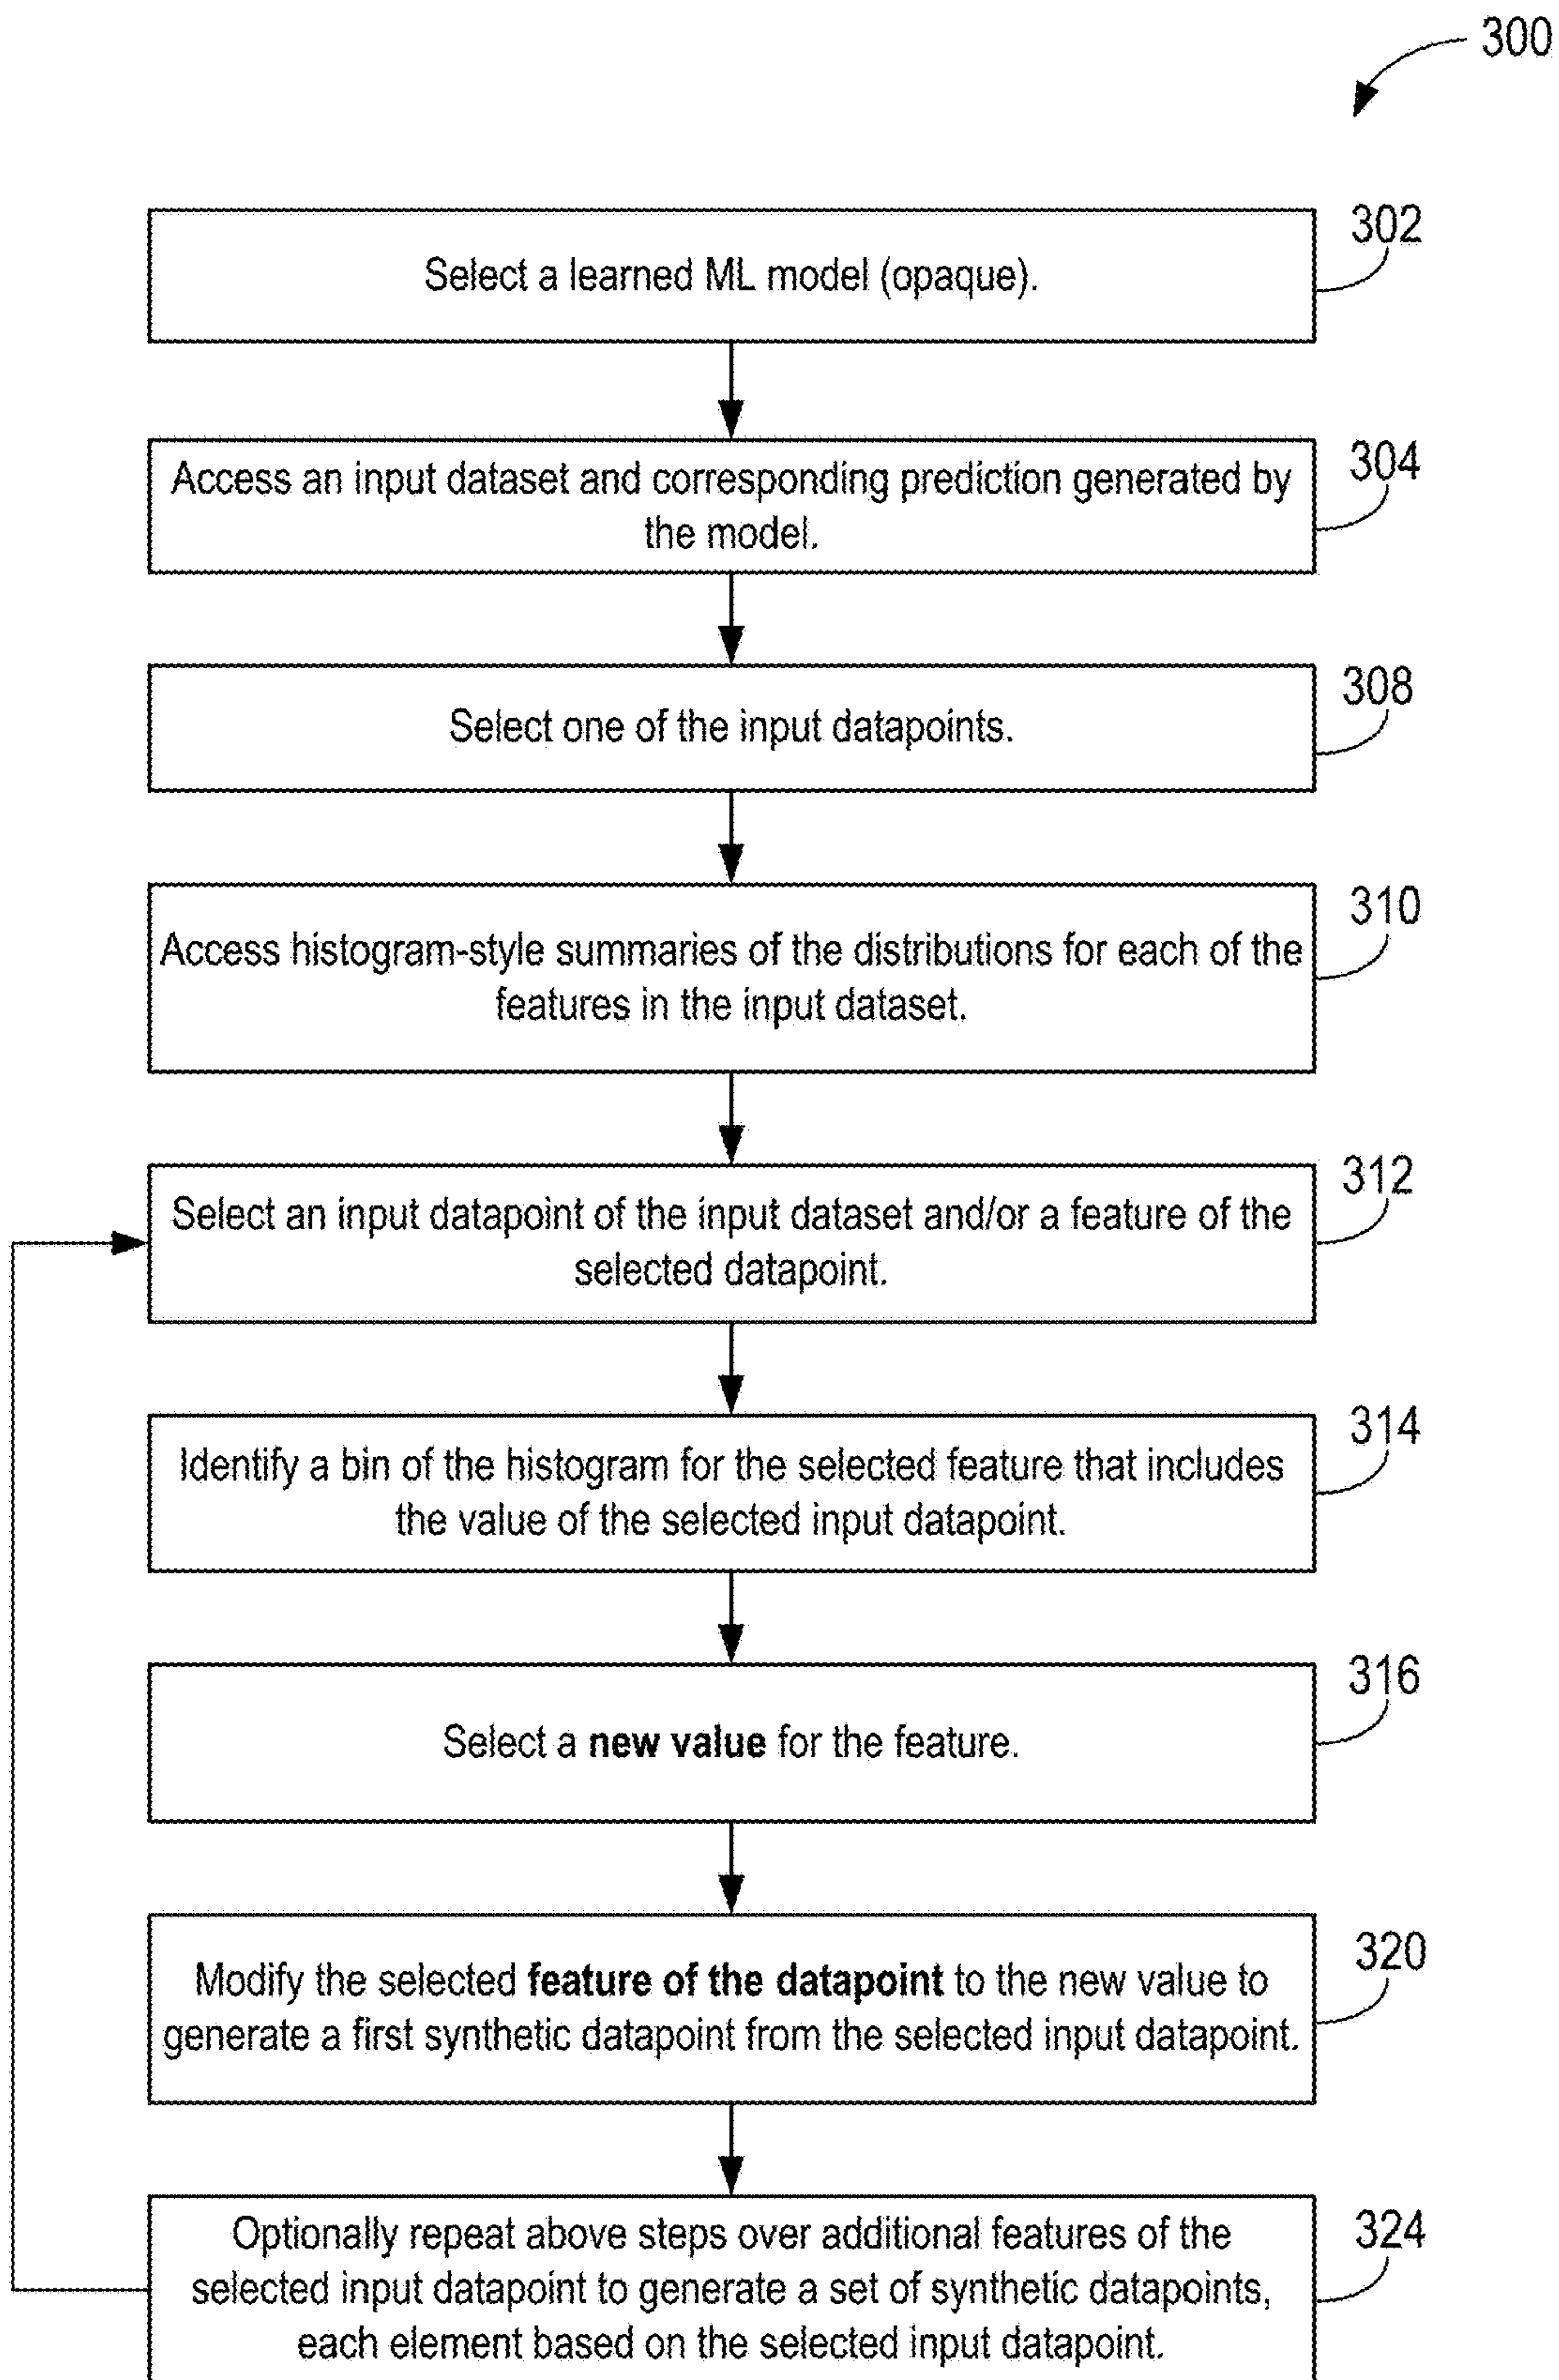 300
302
Select a learned ML model (opaque).
304
Access an input dataset and corresponding prediction generated by
the model.
308
Select one of the input datapoints.
310
Access histogram-style summaries of the distributions for each of the
features in the input dataset.
312
Select an input datapoint of the input dataset and/or a feature of the
selected datapoint.
314
Identify a bin of the histogram for the selected feature that includes
the value of the selected input datapoint.
316
Select a new value for the feature.
320
Modify the selected feature of the datapoint to the new value to
generate a first synthetic datapoint from the selected input datapoint.
324
Optionally repeat above steps over additional features of the
selected input datapoint to generate a set of synthetic datapoints,
each element based on the selected input datapoint.